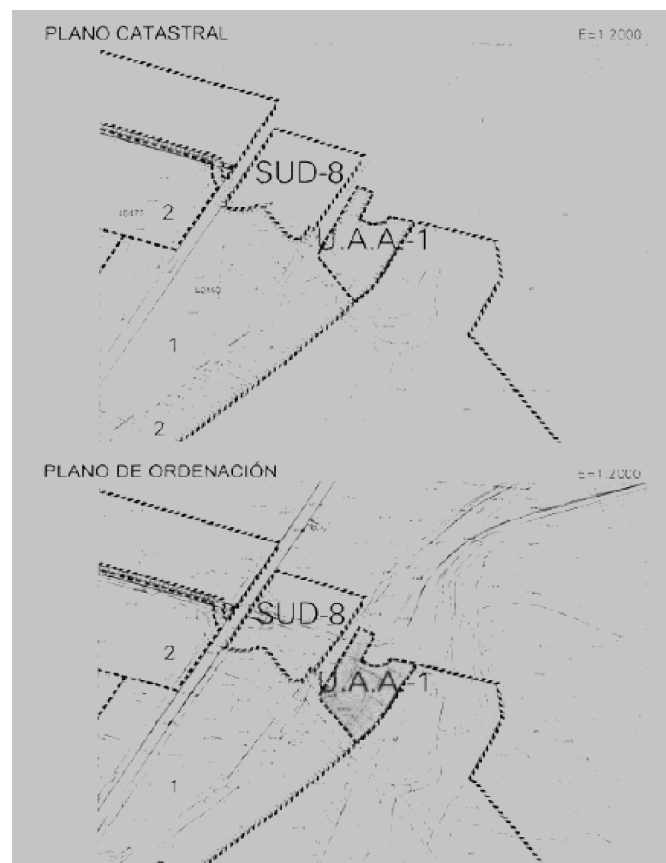 PLANO CATASTRAL
E=1:2000
SUD-8
2
U.A.A.-1
1
2
PLANO DE ORDENACIÓN
E=1:2000
SUD-8
2
U.A.A.-1
1